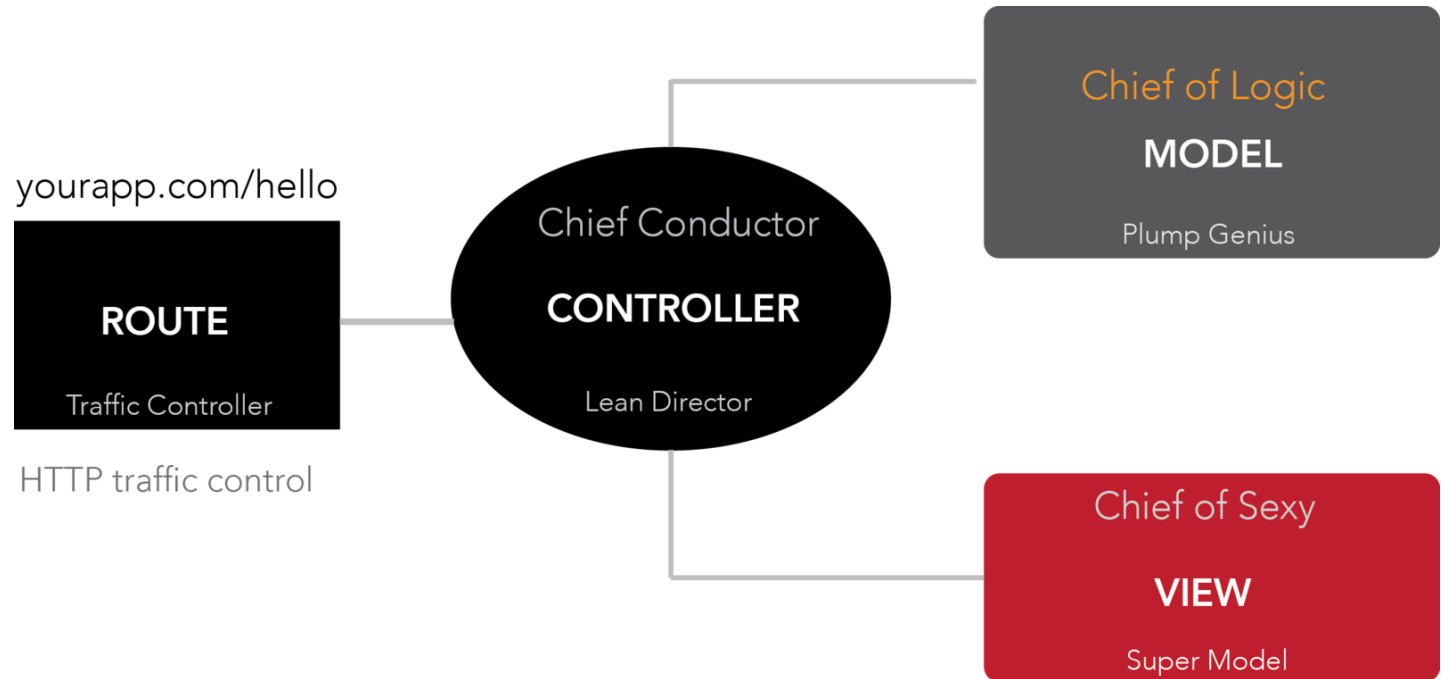 yourapp.com/hello
ROUTE
Traffic Controller
HTTP traffic control
Chief Conductor
CONTROLLER
Lean Director
Chief of Logic
MODEL
Plump Genius
Chief of Sexy
VIEW
Super Model